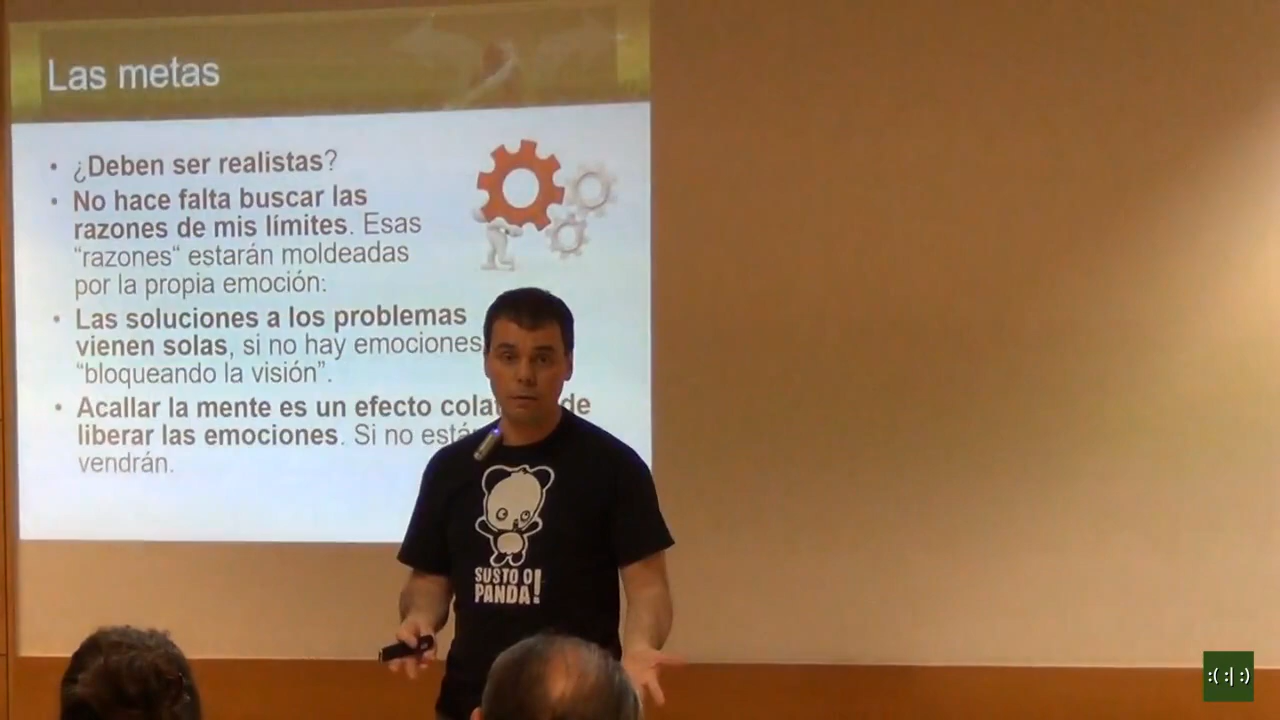 Las metas
• ¿Deben ser realistas?
• No hace falta buscar las
razones de mis límites. Esas
“razones“ estarán moldeadas
por la propia emoción:
• Las soluciones a los problemas
vienen solas, si no hay emociones
“bloqueando la visión”.
• Acallar la mente es un efecto de
liberar las emociones. Si no
vendrán.
SUSTO O
PANDA!
:( :| :)